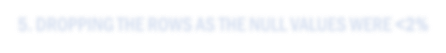 5. DROPPING THE ROWS AS THE NULL VALUES WERE <2%